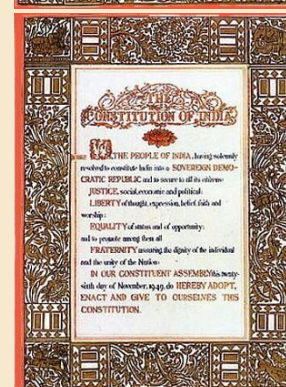 THE
CONSTITUTION OF INDIA
WE, THE PEOPLE OF INDIA, having solemnly
resolved to constitute India into a SOVEREIGN DEMO-
CRATIC REPUBLIC and to secure to all its citizens:
JUSTICE, social, economic and political;
LIBERTY of thought, expression, belief, faith and
worship;
EQUALITY of status and of opportunity;
and to promote among them all
FRATERNITY assuring the dignity of the individual
and the unity of the Nation;
IN OUR CONSTITUENT ASSEMBLY this twenty-
sixth day of November, 1949, do HEREBY ADOPT,
ENACT AND GIVE TO OURSELVES THIS
CONSTITUTION.